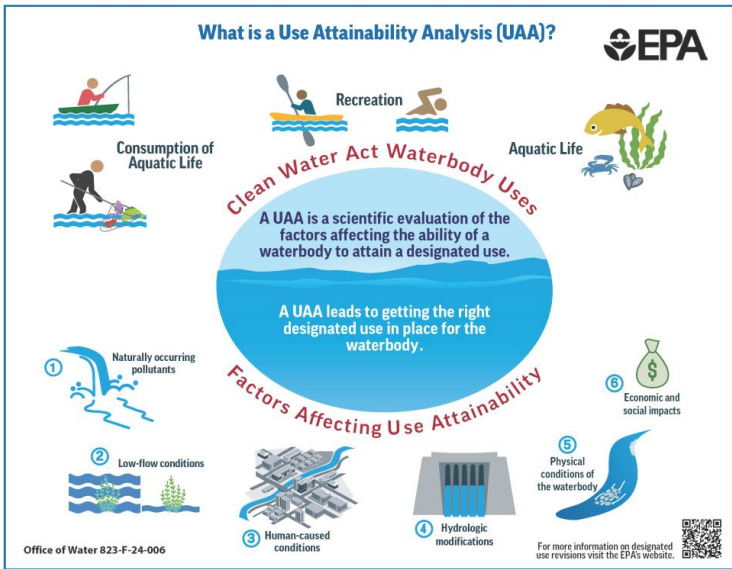 What is a Use Attainability Analysis (UAA)?
EPA
Recreation
Consumption of
Aquatic Life
Aquatic Life
Clean Water Act Waterbody Uses
A UAA is a scientific evaluation of the
factors affecting the ability of a
waterbody to attain a designated use.
A UAA leads to getting the right
designated use in place for the
waterbody.
Factors Affecting Use Attainability
1
Naturally occurring
pollutants
2
Low-flow conditions
3
Human-caused
conditions
4
Hydrologic
modifications
5
Physical
conditions of
the waterbody
6
$
Economic and
social impacts
Office of Water 823-F-24-006
For more information on designated
use revisions visit the EPA's website.